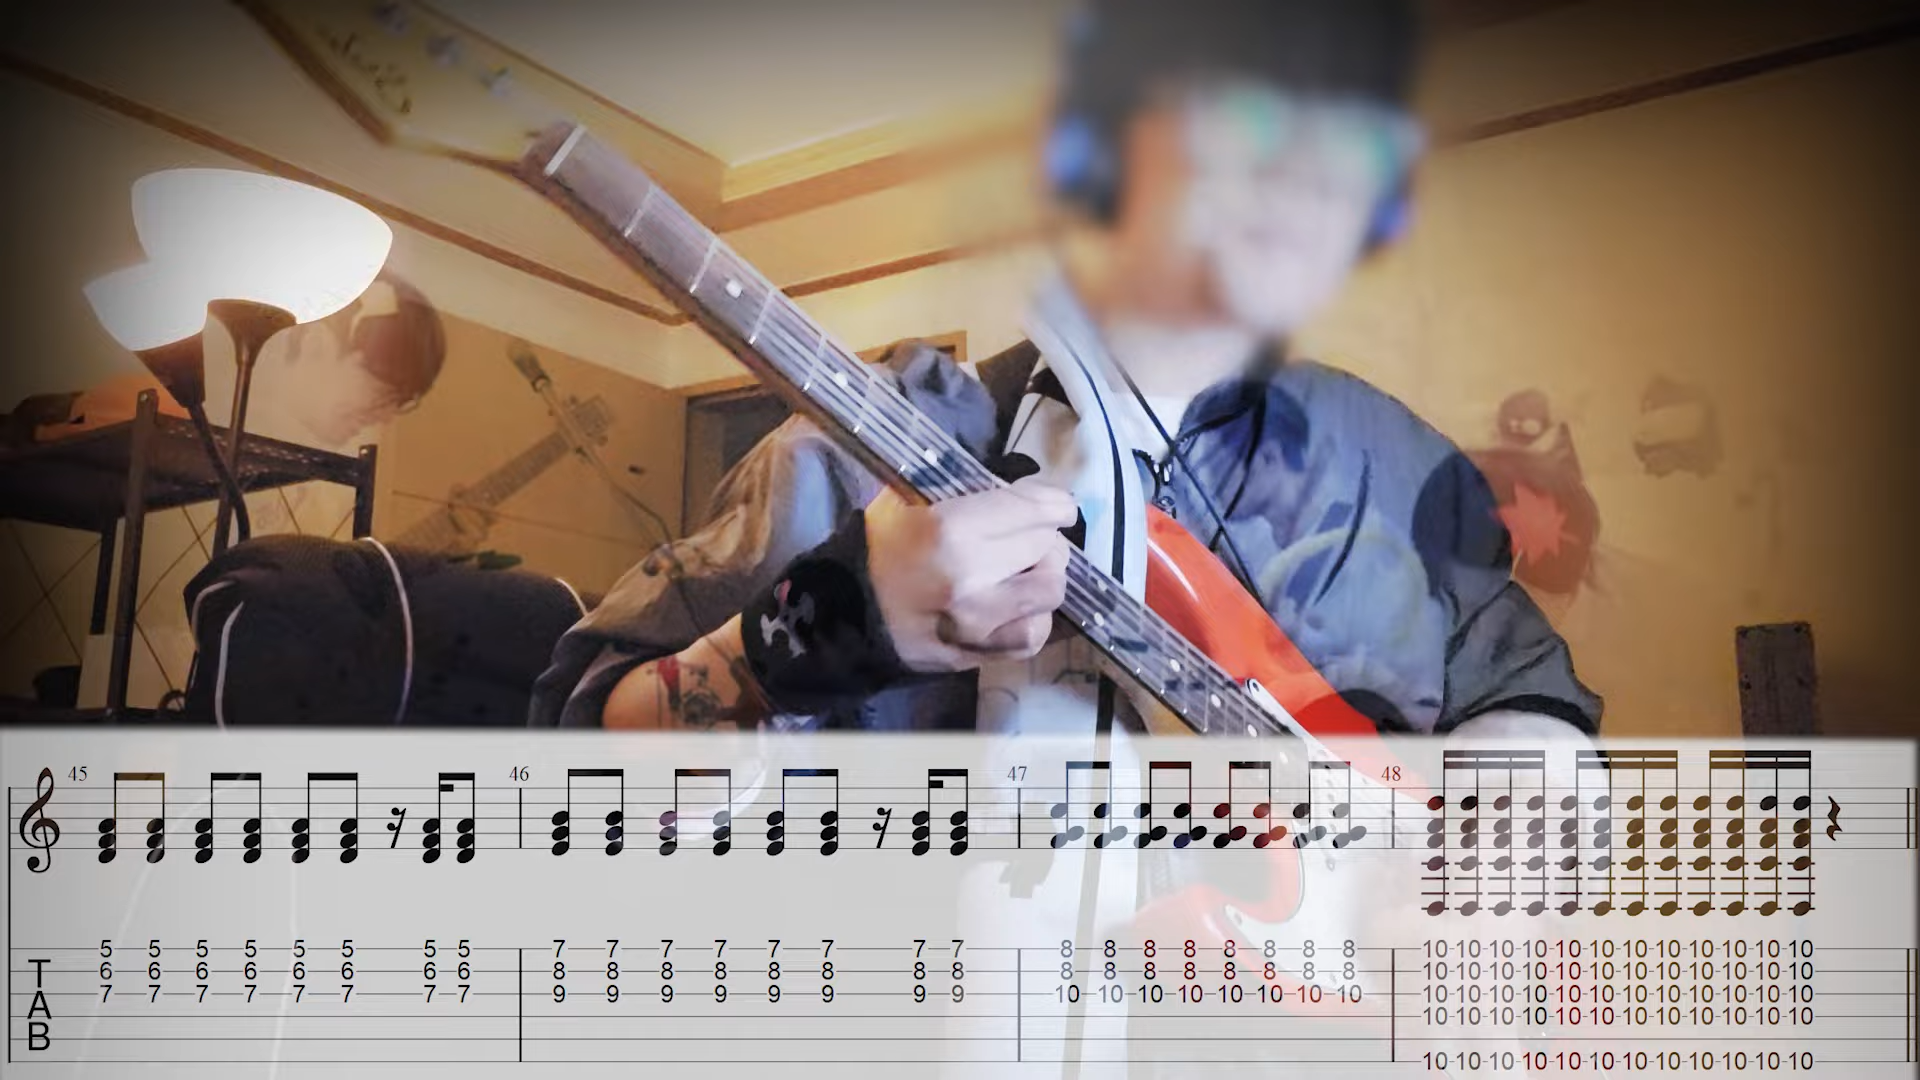 45 46 47 48
5 5 5 5 5 5 5 5 7 7 7 7 7 7 7 7 8 8 8 8 8 8 8 8 10 10 10 10 10 10 10 10 10 10 10 10
T 6 6 6 6 6 6 6 6 8 8 8 8 8 8 8 8 8 8 8 8 8 8 8 8 10 10 10 10 10 10 10 10 10 10 10 10
A 7 7 7 7 7 7 7 7 9 9 9 9 9 9 9 9 10 10 10 10 10 10 10 10 10 10 10 10 10 10 10 10 10 10 10 10
B 10 10 10 10 10 10 10 10 10 10 10 10
10 10 10 10 10 10 10 10 10 10 10 10